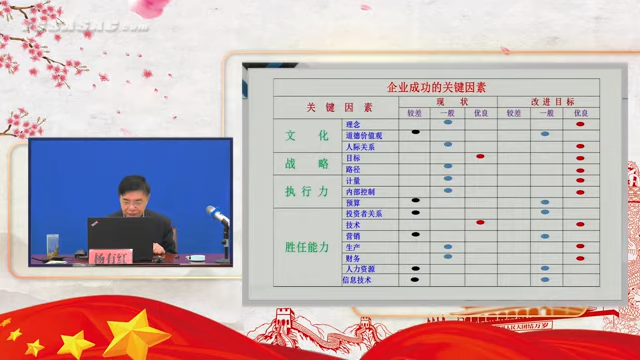 企业成功的关键因素
关 键 因 素
现 状
改 进 目 标
较差 一般 优良 较差 一般 优良
文 化
理念
道德价值观
人际关系
战 略
目标
路径
执 行 力
计量
内部控制
预算
胜任能力
投资者关系
技术
营销
生产
财务
人力资源
信息技术
杨有红